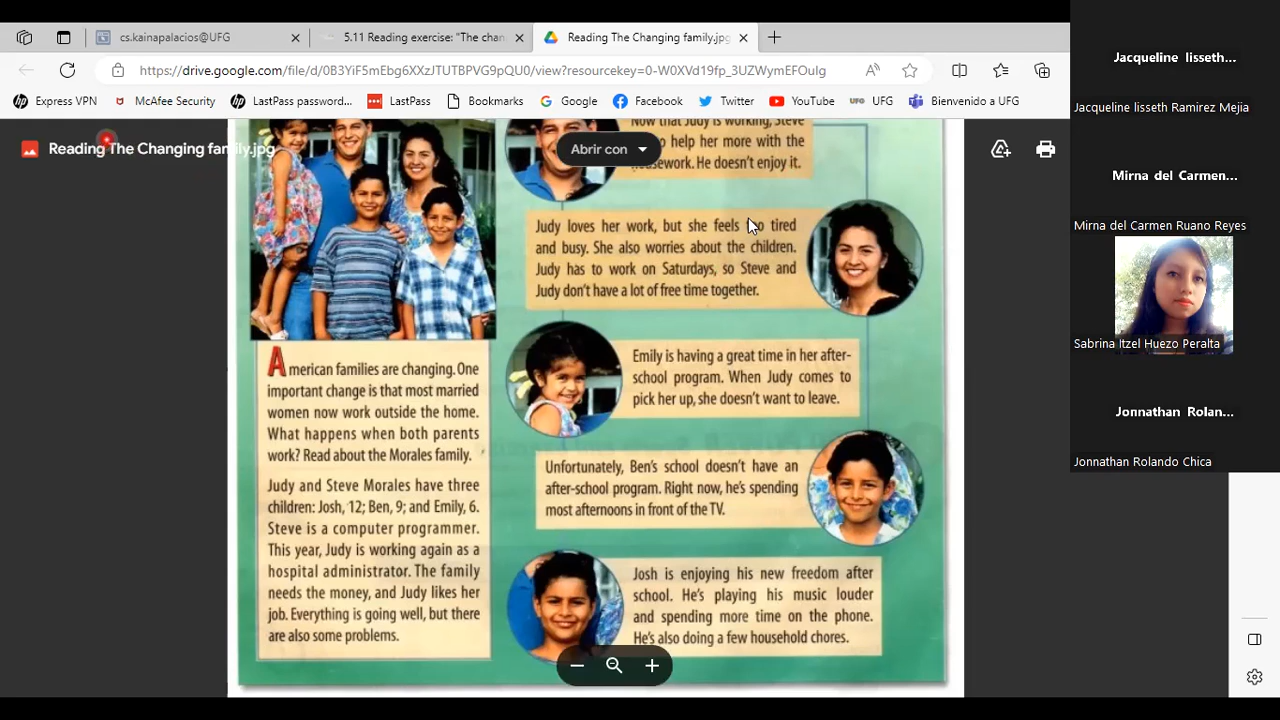 cs.kainapalacios@UFG
5.11 Reading exercise: "The chan
Reading The Changing family.jpg
https://drive.google.com/file/d/0B3YiF5mEbg6XXzJTUTBPVG9pQU0/view?resourcekey=0-W0XVd19fp_3UZWymEFOuIg
Express VPN
McAfee Security
LastPass password...
LastPass
Bookmarks
Google
Facebook
Twitter
YouTube
UFG
Bienvenido a UFG
Reading The Changing family.jpg
Abrir con
Now that Judy is working, Steve
help her more with the
housework. He doesn't enjoy it.
Judy loves her work, but she feels tired
and busy. She also worries about the children.
Judy has to work on Saturdays, so Steve and
Judy don't have a lot of free time together.
Emily is having a great time in her after-
school program. When Judy comes to
pick her up, she doesn't want to leave.
Unfortunately, Ben's school doesn't have an
after-school program. Right now, he's spending
most afternoons in front of the TV.
Josh is enjoying his new freedom after
school. He's playing his music louder
and spending more time on the phone.
He's also doing a few household chores.
American families are changing. One
important change is that most married
women now work outside the home.
What happens when both parents
work? Read about the Morales family.
Judy and Steve Morales have three
children: Josh, 12; Ben, 9; and Emily, 6.
Steve is a computer programmer.
This year, Judy is working again as a
hospital administrator. The family
needs the money, and Judy likes her
job. Everything is going well, but there
are also some problems.
Jacqueline lisseth...
Jacqueline lisseth Ramirez Mejia
Mirna del Carmen...
Mirna del Carmen Ruano Reyes
Sabrina Itzel Huezo Peralta
Jonnathan Rolan...
Jonnathan Rolando Chica